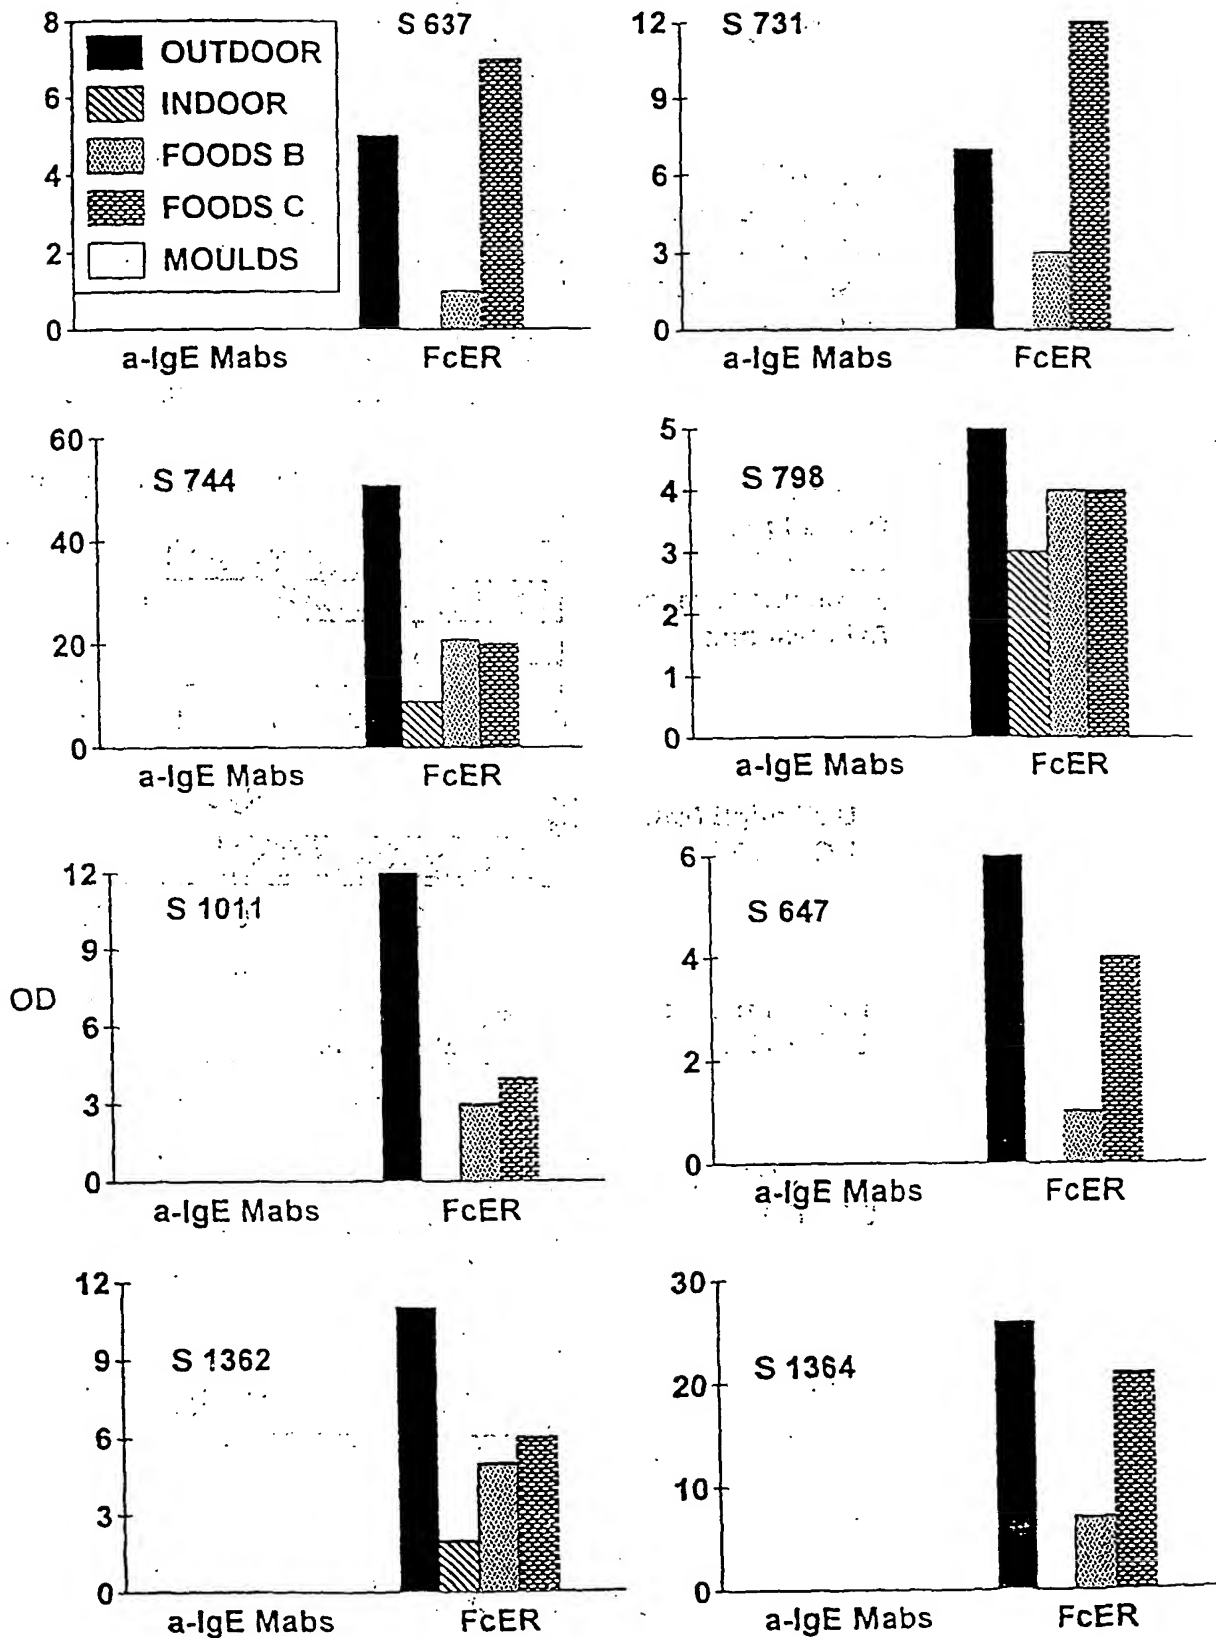 S 637
8
6
4
2
0
OUTDOOR
INDOOR
FOODS B
FOODS C
MOULDS
a-IgE Mabs FcER
S 731
12
9
6
3
0
a-IgE Mabs FcER
S 744
60
40
20
0
a-IgE Mabs FcER
S 798
5
4
3
2
1
0
a-IgE Mabs FcER
S 1011
OD
12
9
6
3
0
a-IgE Mabs FcER
S 647
6
4
2
0
a-IgE Mabs FcER
S 1362
12
9
6
3
0
a-IgE Mabs FcER
S 1364
30
20
10
0
a-IgE Mabs FcER